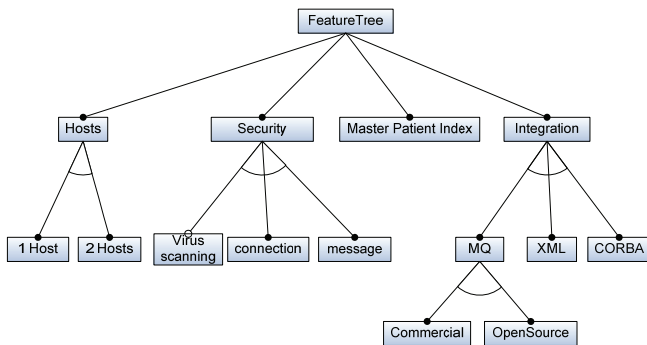 FeatureTree
Hosts
Security
Master Patient Index
Integration
1 Host
2 Hosts
Virus
scanning
connection
message
MQ
XML
CORBA
Commercial
OpenSource